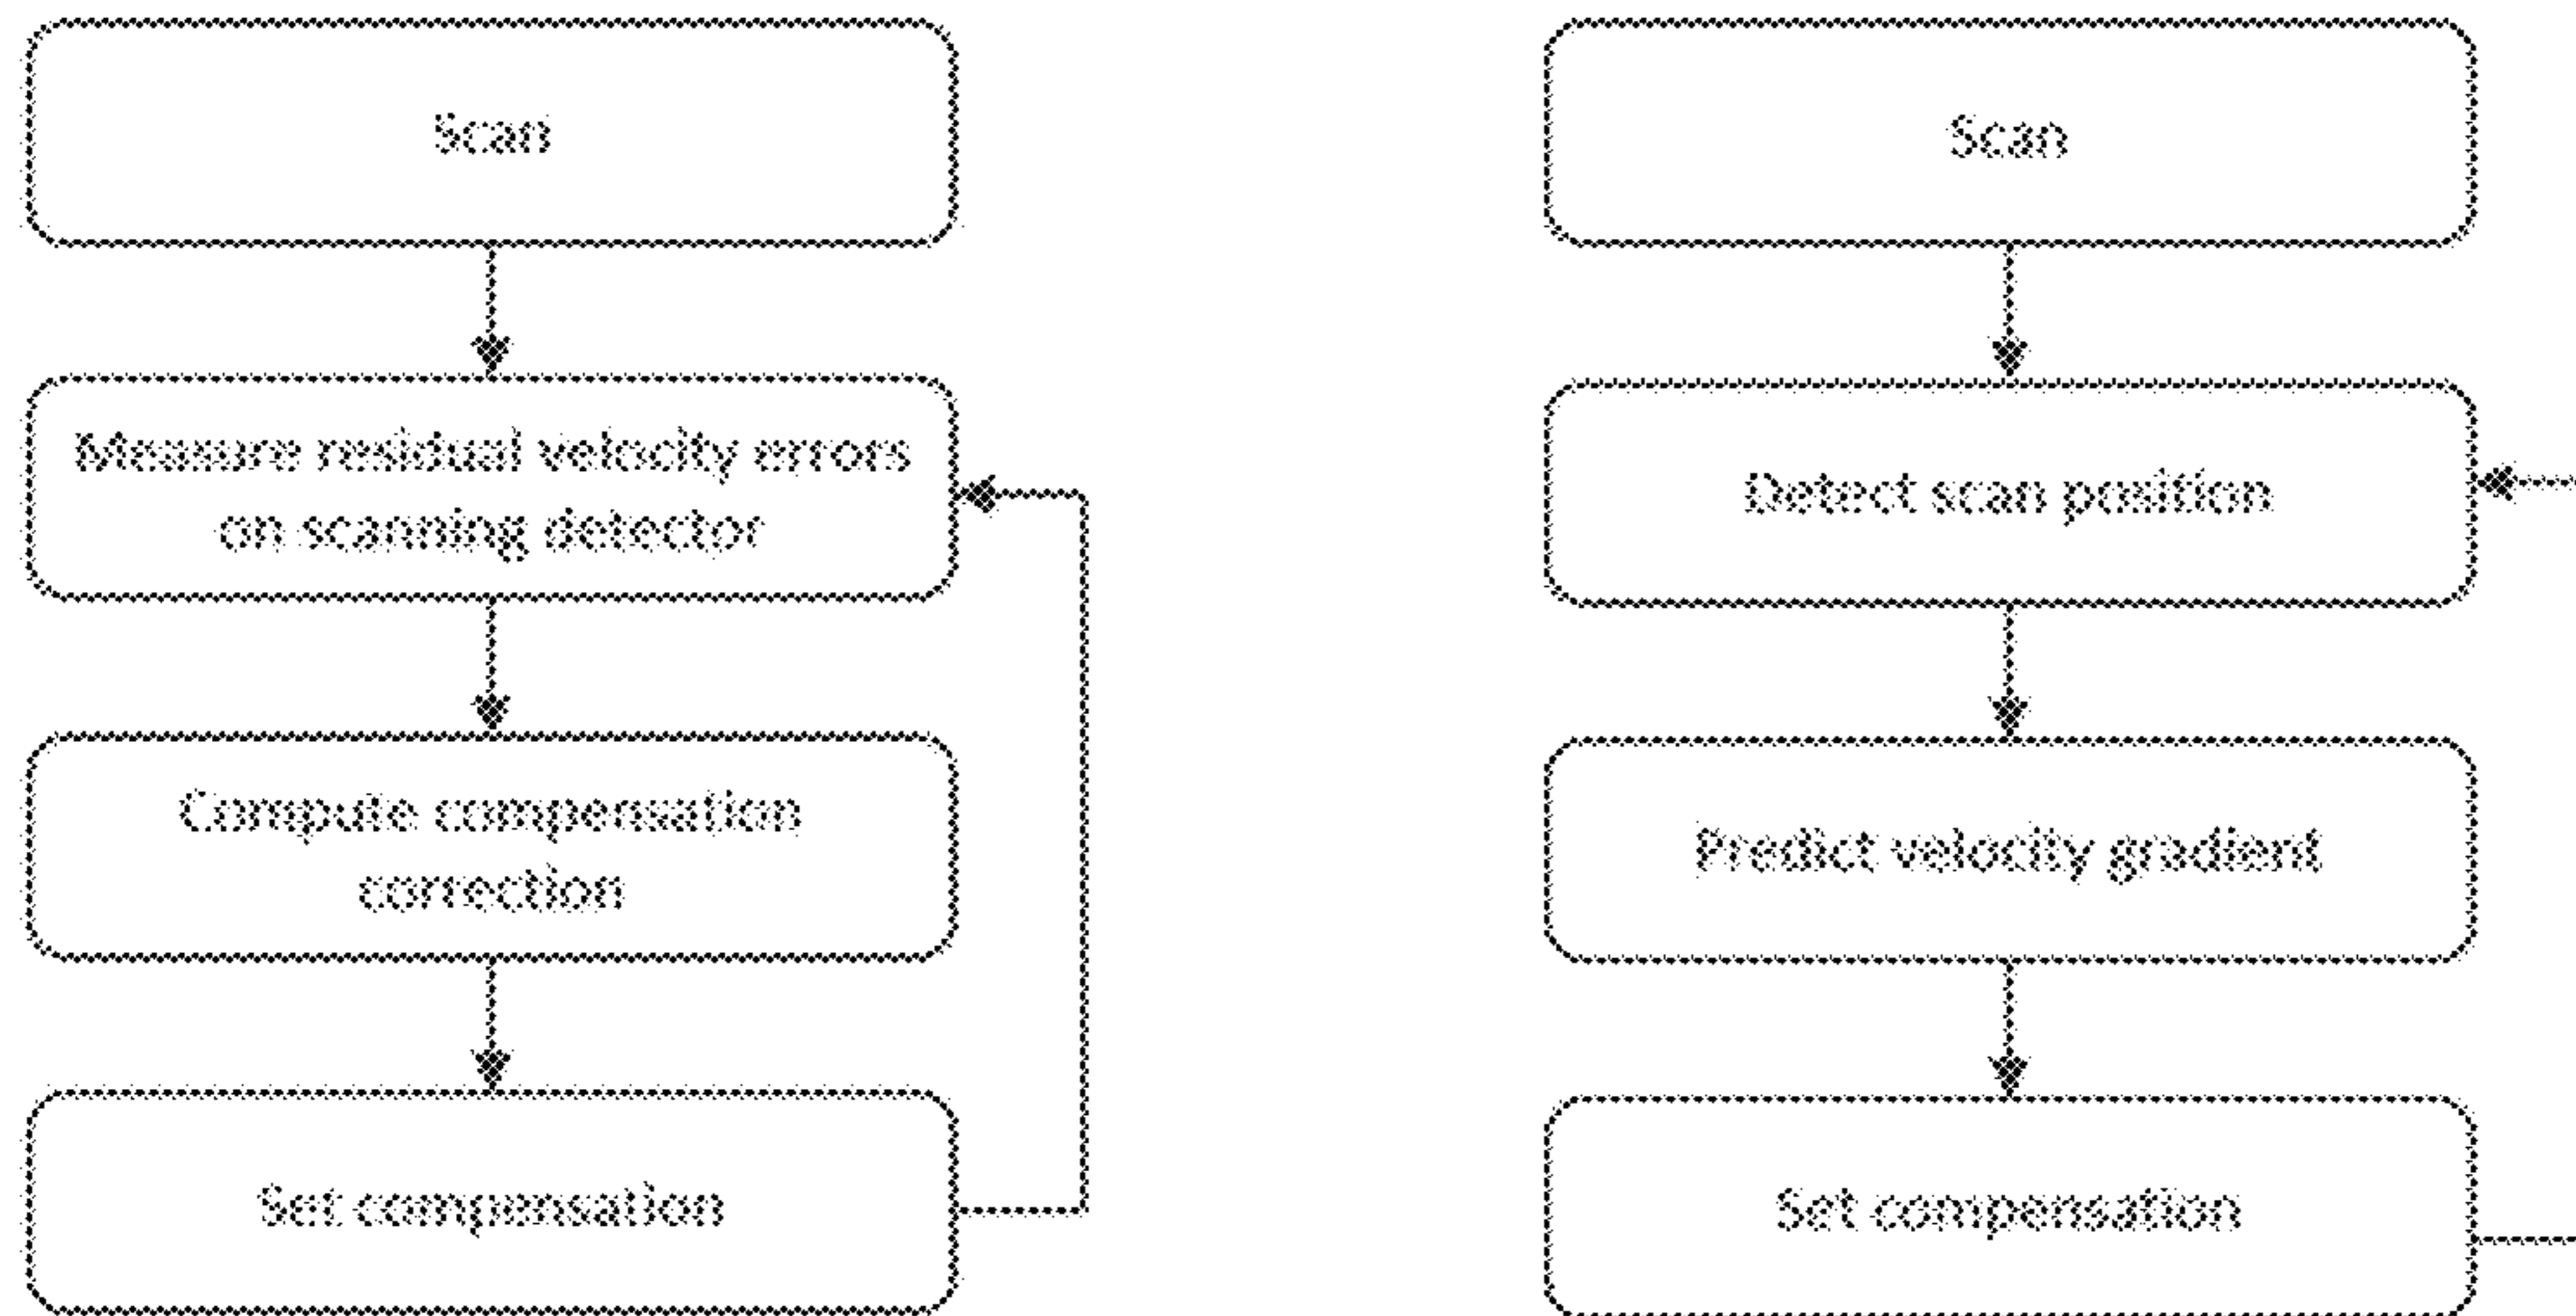 Scan
Measure residual velocity errors
on scanning detector
Compute compensation
correction
Set compensation
Scan
Detect scan position
Predict velocity gradient
Set compensation